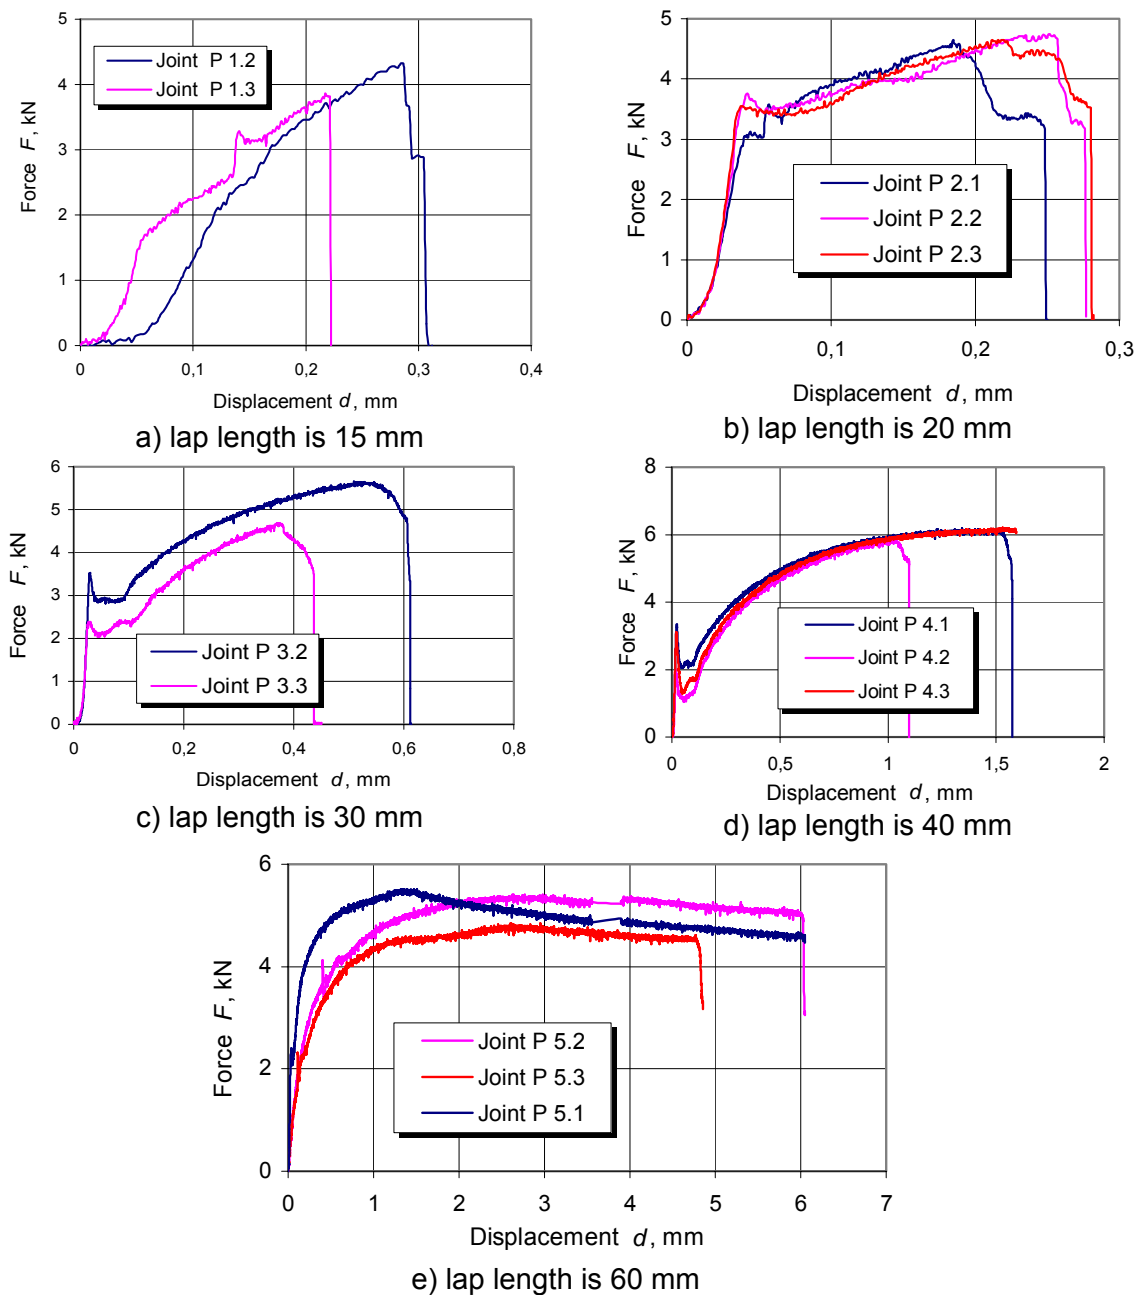 5
4
3
2
1
0
Force F, kN
Joint P 1.2
Joint P 1.3
0 0,1 0,2 0,3 0,4
Displacement d, mm
a) lap length is 15 mm
5
4
3
2
1
0
Force F, kN
Joint P 2.1
Joint P 2.2
Joint P 2.3
0 0,1 0,2 0,3
Displacement d, mm
b) lap length is 20 mm
6
5
4
3
2
1
0
Force F, kN
Joint P 3.2
Joint P 3.3
0 0,2 0,4 0,6 0,8
Displacement d, mm
c) lap length is 30 mm
8
6
4
2
0
Force F, kN
Joint P 4.1
Joint P 4.2
Joint P 4.3
0 0,5 1 1,5 2
Displacement d, mm
d) lap length is 40 mm
6
4
2
0
Force F, kN
Joint P 5.2
Joint P 5.3
Joint P 5.1
0 1 2 3 4 5 6 7
Displacement d, mm
e) lap length is 60 mm